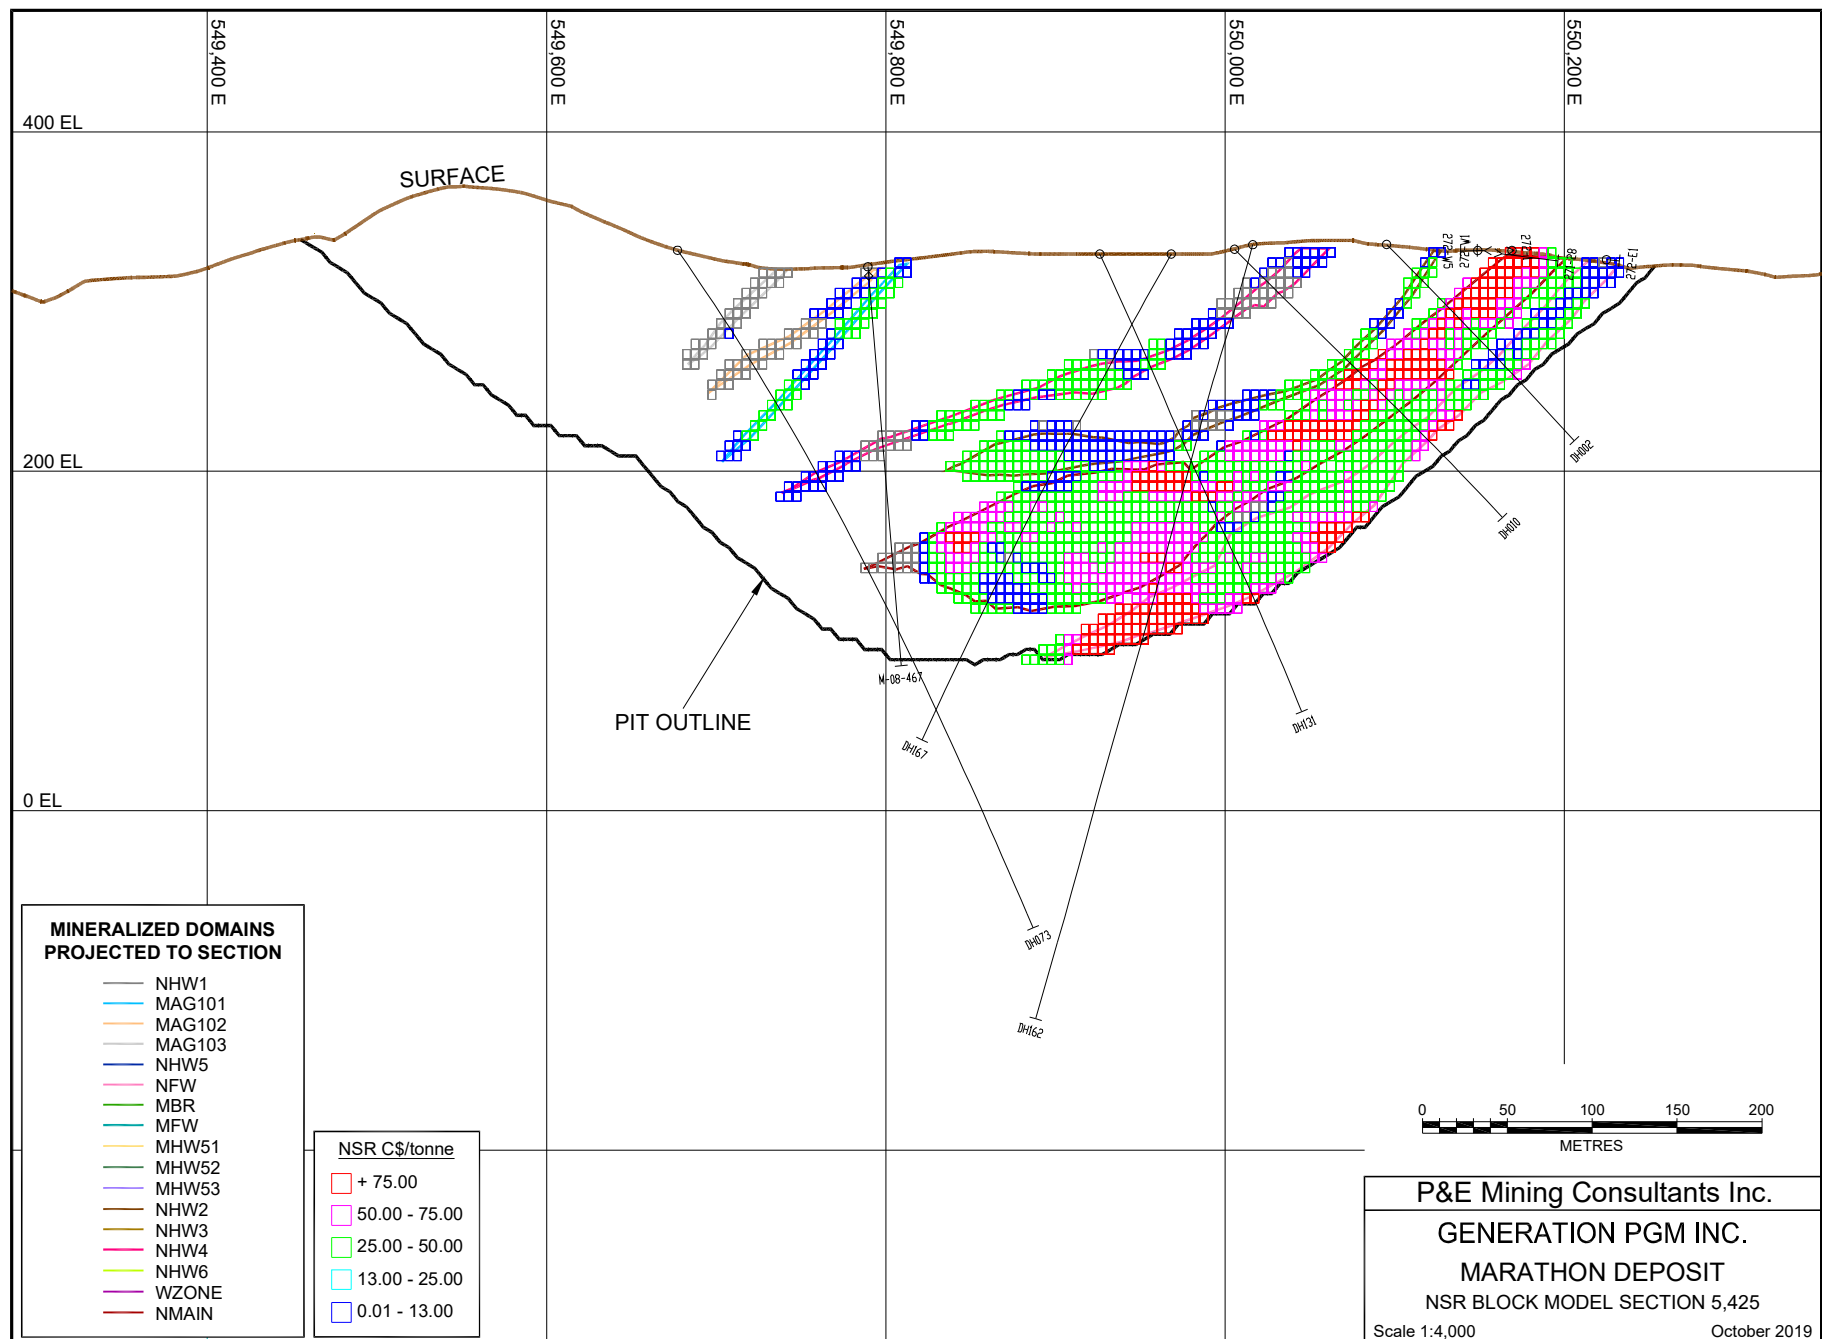 549,400 E
549,600 E
549,800 E
550,000 E
550,200 E
400 EL
SURFACE
200 EL
PIT OUTLINE
0 EL
M-08-467
DH167
DH073
DH162
DH131
DH010
DH002
MINERALIZED DOMAINS
PROJECTED TO SECTION
NHW1
MAG101
MAG102
MAG103
NHW5
NFW
MBR
MFW
MHW51
MHW52
MHW53
NHW2
NHW3
NHW4
NHW6
WZONE
NMAIN
NSR C$/tonne
+ 75.00
50.00 - 75.00
25.00 - 50.00
13.00 - 25.00
0.01 - 13.00
0 50 100 150 200
METRES
P&E Mining Consultants Inc.
GENERATION PGM INC.
MARATHON DEPOSIT
NSR BLOCK MODEL SECTION 5,425
Scale 1:4,000 October 2019